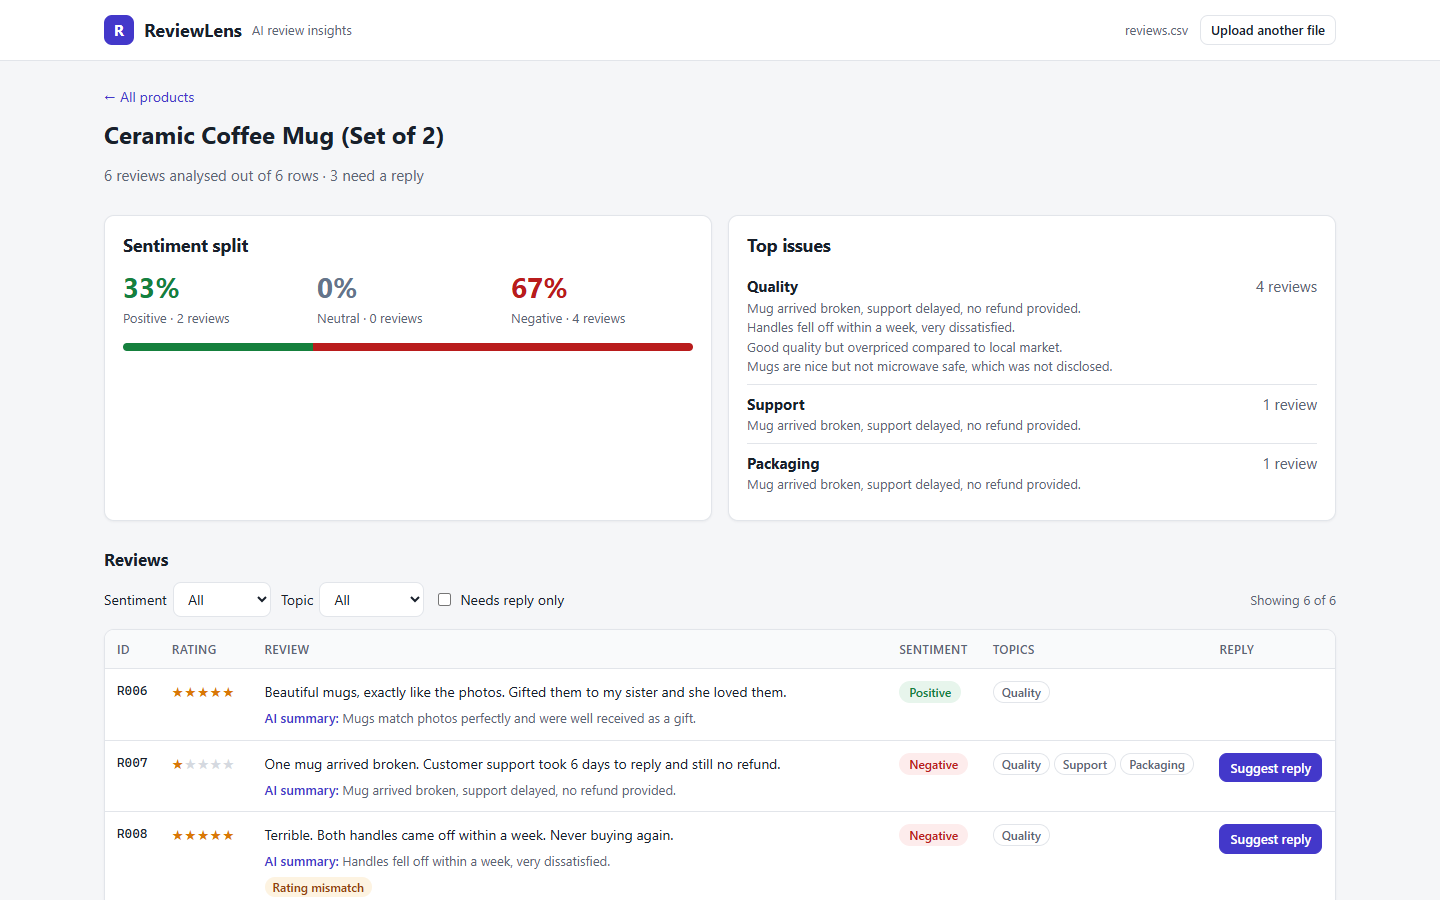 R ReviewLens AI review insights reviews.csv Upload another file
← All products
Ceramic Coffee Mug (Set of 2)
6 reviews analysed out of 6 rows · 3 need a reply
Sentiment split
33% 0% 67%
Positive · 2 reviews Neutral · 0 reviews Negative · 4 reviews
Top issues
Quality 4 reviews
Mug arrived broken, support delayed, no refund provided.
Handles fell off within a week, very dissatisfied.
Good quality but overpriced compared to local market.
Mugs are nice but not microwave safe, which was not disclosed.
Support 1 review
Mug arrived broken, support delayed, no refund provided.
Packaging 1 review
Mug arrived broken, support delayed, no refund provided.
Reviews
Sentiment All Topic All Needs reply only Showing 6 of 6
ID RATING REVIEW SENTIMENT TOPICS REPLY
R006 ★★★★★ Beautiful mugs, exactly like the photos. Gifted them to my sister and she loved them. Positive Quality
AI summary: Mugs match photos perfectly and were well received as a gift.
R007 ★★★★★ One mug arrived broken. Customer support took 6 days to reply and still no refund. Negative Quality Support Packaging Suggest reply
AI summary: Mug arrived broken, support delayed, no refund provided.
R008 ★★★★★ Terrible. Both handles came off within a week. Never buying again. Negative Quality Suggest reply
AI summary: Handles fell off within a week, very dissatisfied.
Rating mismatch